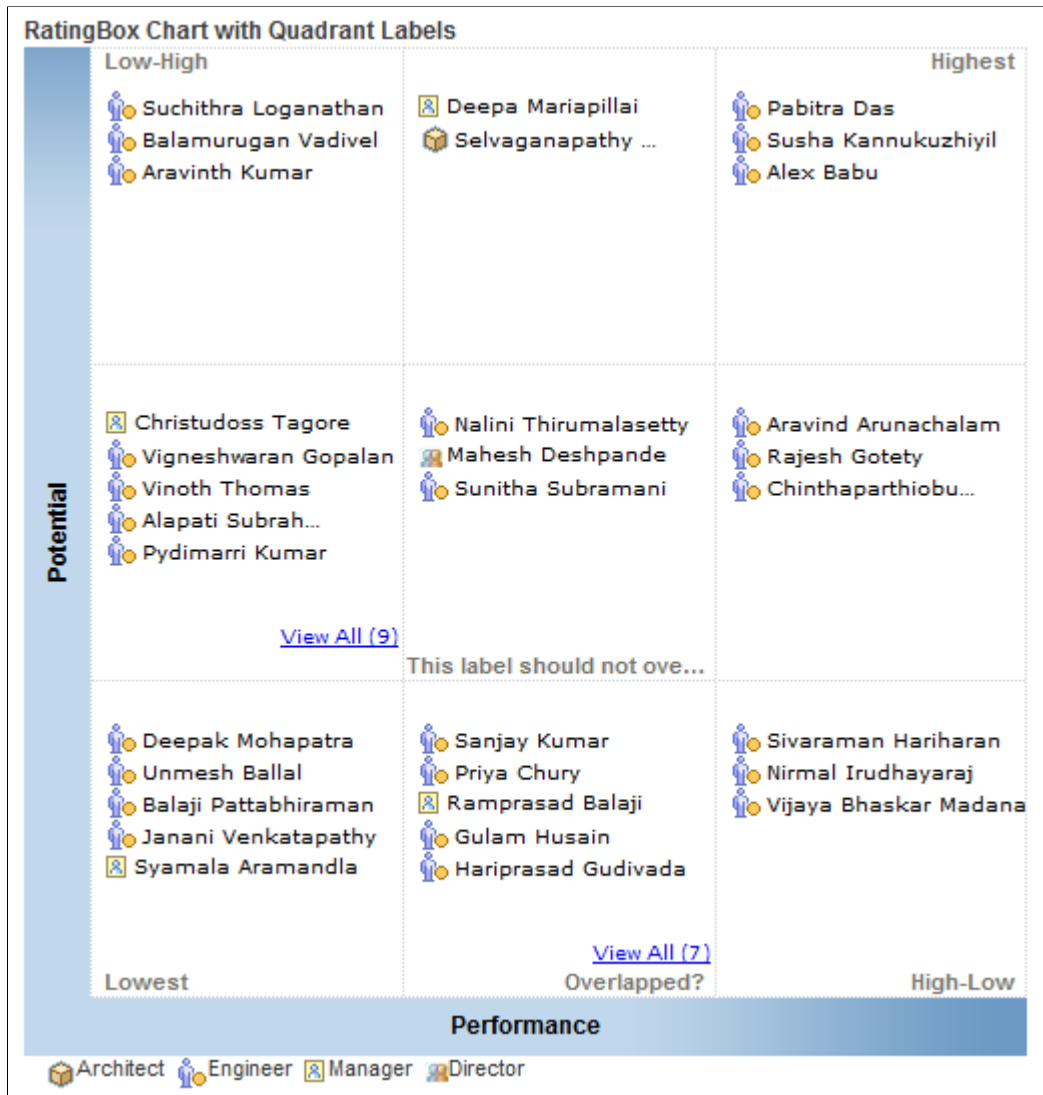 RatingBox Chart with Quadrant Labels
Low-High
Suchithra Loganathan
Balamurugan Vadivel
Aravinth Kumar
Deepa Mariapillai
Selvaganapathy ...
Highest
Pabitra Das
Susha Kannukuzhiyil
Alex Babu
Potential
Christudoss Tagore
Vigneshwaran Gopalan
Vinoth Thomas
Alapati Subrah...
Pydimarri Kumar
View All (9)
Nalini Thirumalasetty
Mahesh Deshpande
Sunitha Subramani
This label should not ove...
Aravind Arunachalam
Rajesh Gotety
Chinthaparthiobu...
Deepak Mohapatra
Unmesh Ballal
Balaji Pattabhiraman
Janani Venkatapathy
Syamala Aramandla
Lowest
Sanjay Kumar
Priya Chury
Ramprasad Balaji
Gulam Husain
Hariprasad Gudivada
View All (7)
Overlapped?
Sivaraman Hariharan
Nirmal Irudhayaraj
Vijaya Bhaskar Madana
High-Low
Performance
Architect Engineer Manager Director